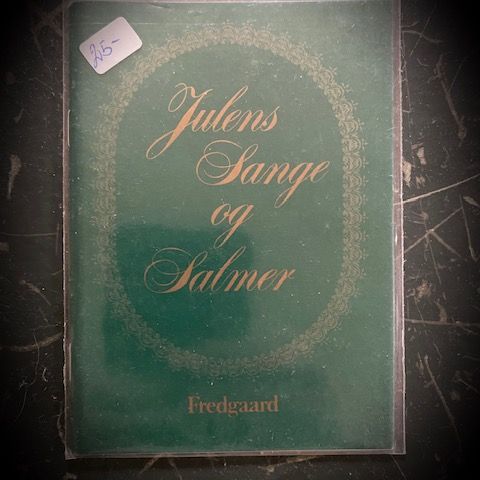 25-
Julens
Sange
og
Salmer
Fredgaard